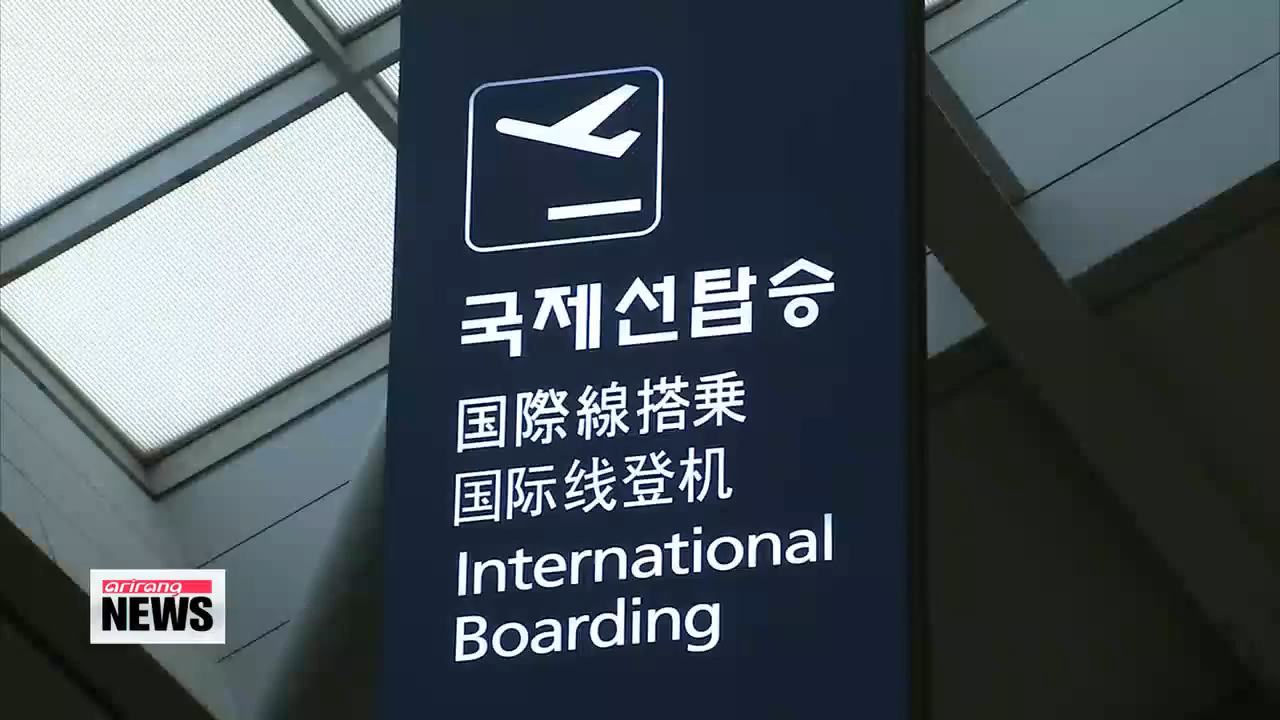 국제선탑승
国際線搭乗
国际线登机
International
Boarding
arirang
NEWS